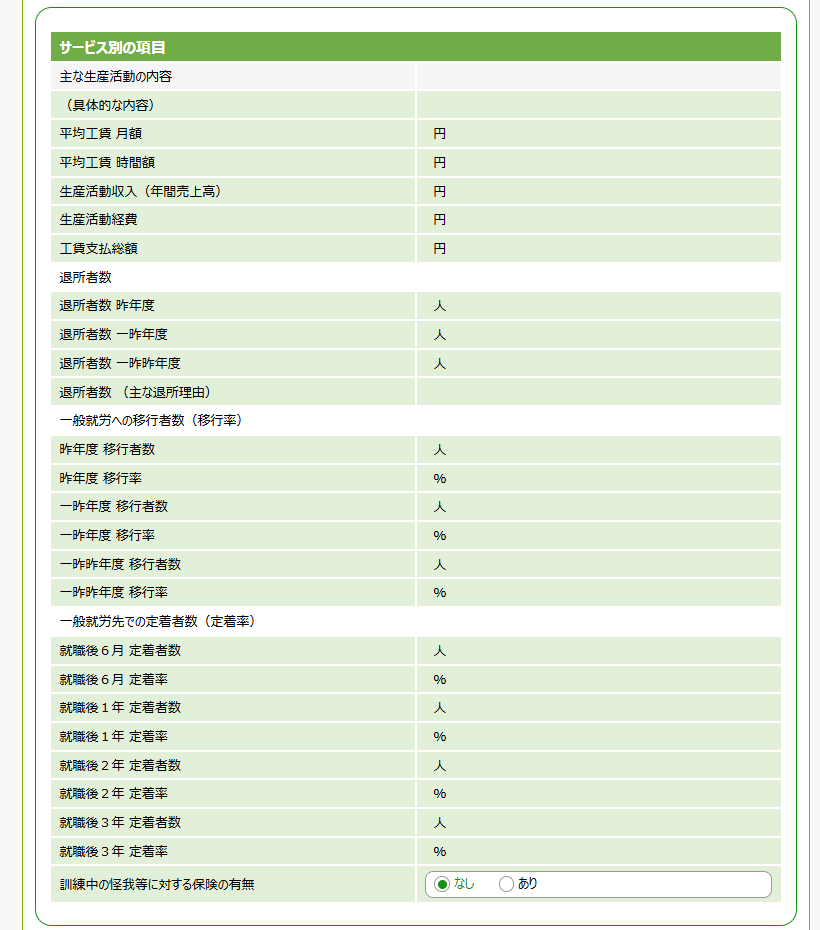 サービス別の項目
主な生産活動の内容
（具体的な内容）
平均工賃 月額 円
平均工賃 時間額 円
生産活動収入（年間売上高） 円
生産活動経費 円
工賃支払総額 円
退所者数
退所者数 昨年度 人
退所者数 一昨年度 人
退所者数 一昨昨年度 人
退所者数 （主な退所理由）
一般就労への移行者数（移行率）
昨年度 移行者数 人
昨年度 移行率 %
一昨年度 移行者数 人
一昨年度 移行率 %
一昨昨年度 移行者数 人
一昨昨年度 移行率 %
一般就労先での定着者数（定着率）
就職後６月 定着者数 人
就職後６月 定着率 %
就職後１年 定着者数 人
就職後１年 定着率 %
就職後２年 定着者数 人
就職後２年 定着率 %
就職後３年 定着者数 人
就職後３年 定着率 %
訓練中の怪我等に対する保険の有無 なし あり